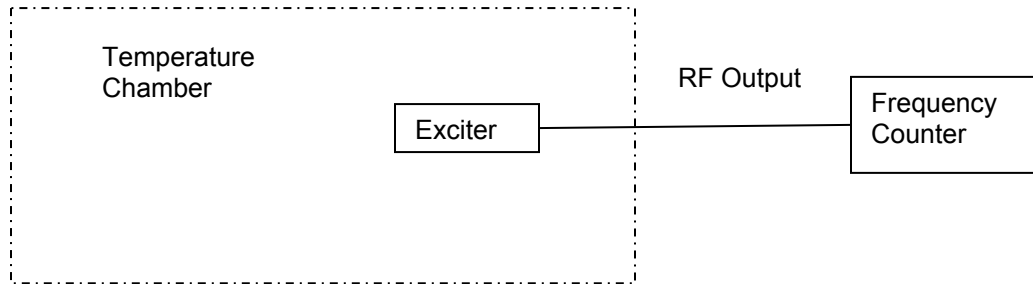 Temperature
Chamber
RF Output
Exciter
Frequency
Counter